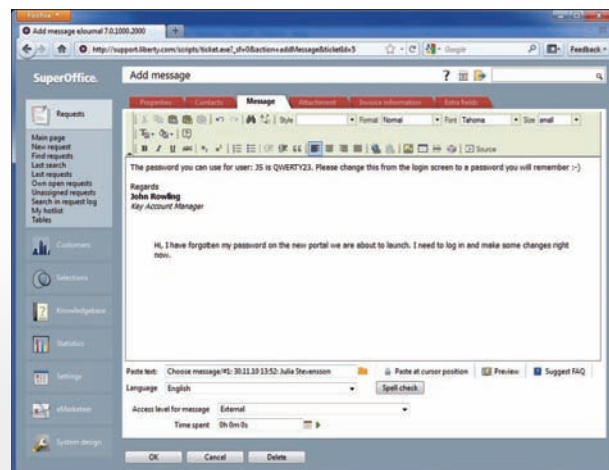 Firefox
Add message eJournal 7.0.1000.2000
http://support.liberty.com/scripts/ticket.exe?_sf=0&action=addMessage&ticketId=5
Google
Feedback
SuperOffice.
Add message
?
Requests
Properties
Contacts
Message
Attachment
Invoice information
Extra fields
Style
Format Normal
Font Tahoma
Size small
B I U abc
Source
Main page
New request
Find requests
Last search
Last requests
Own open requests
Unassigned requests
Search in request log
My hotlist
Tables
Customers
Selections
Knowledgebase
Statistics
Settings
eMarketeer
System design
The password you can use for user: JS is QWERTY23. Please change this from the login screen to a password you will remember :-)
Regards
John Rowling
Key Account Manager
Hi, I have forgotten my password on the new portal we are about to launch. I need to log in and make some changes right
now.
Paste text: Choose message/#1: 30.11.10 13:52: Julia Stevensson
Paste at cursor position
Preview
Suggest FAQ
Language English
Spell check
Access level for message External
Time spent 0h 0m 0s
OK
Cancel
Delete